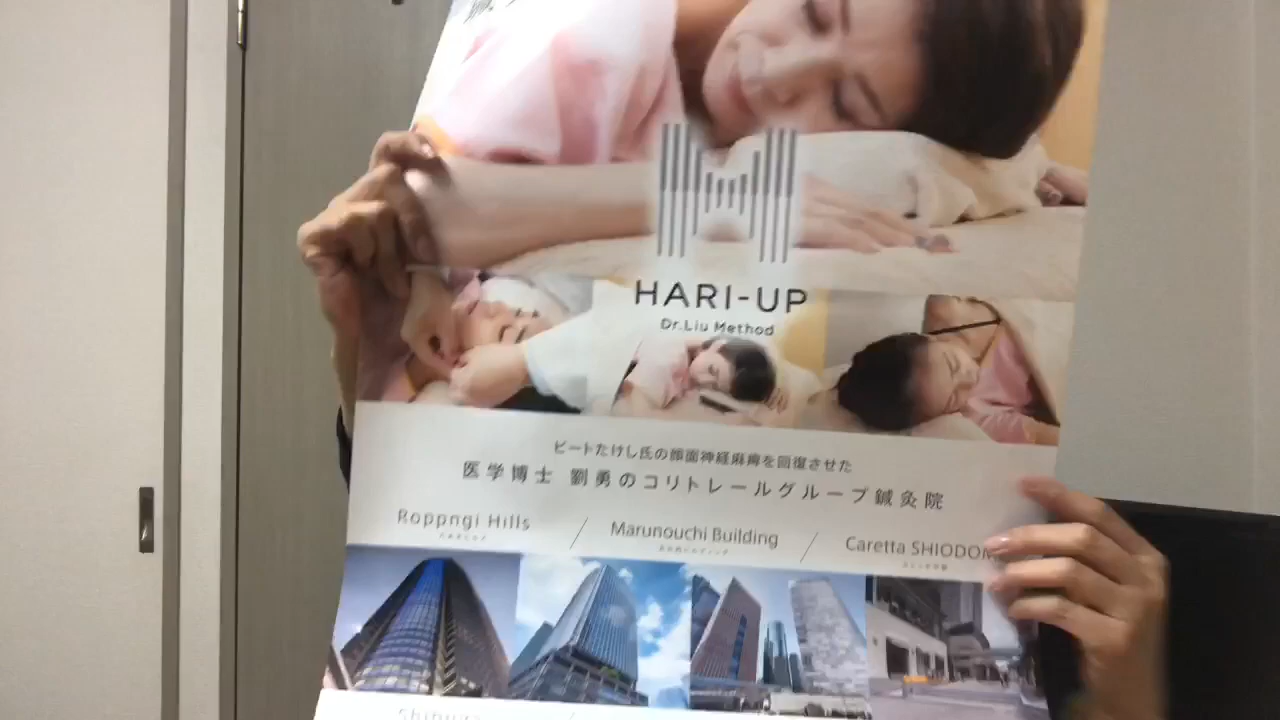 HARI-UP
Dr.Liu Method
ビートたけし氏の顔面神経麻痺を回復させた
医学博士 劉勇のコリトレールグループ鍼灸院
Roppngi Hills / Marunouchi Building / Caretta SHIODOM